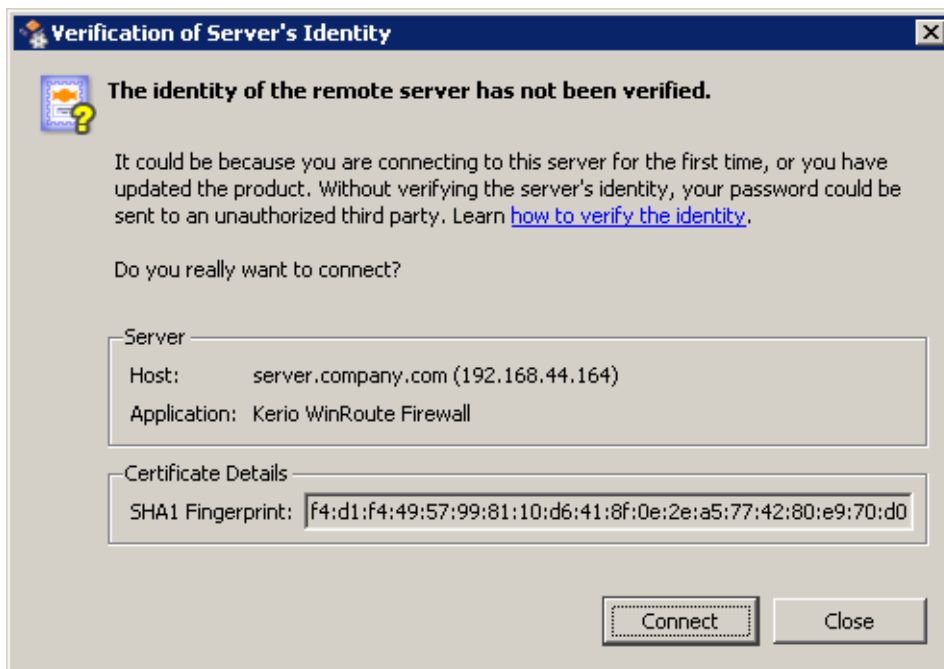 Verification of Server's Identity
The identity of the remote server has not been verified.
It could be because you are connecting to this server for the first time, or you have
updated the product. Without verifying the server's identity, your password could be
sent to an unauthorized third party. Learn how to verify the identity.
Do you really want to connect?
Server
Host: server.company.com (192.168.44.164)
Application: Kerio WinRoute Firewall
Certificate Details
SHA1 Fingerprint: f4:d1:f4:49:57:99:81:10:d6:41:8f:0e:2e:a5:77:42:80:e9:70:d0
Connect Close